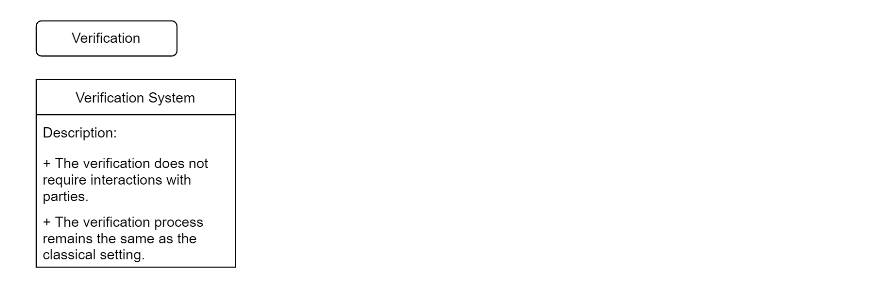 Verification
Verification System
Description:
+ The verification does not
require interactions with
parties.
+ The verification process
remains the same as the
classical setting.